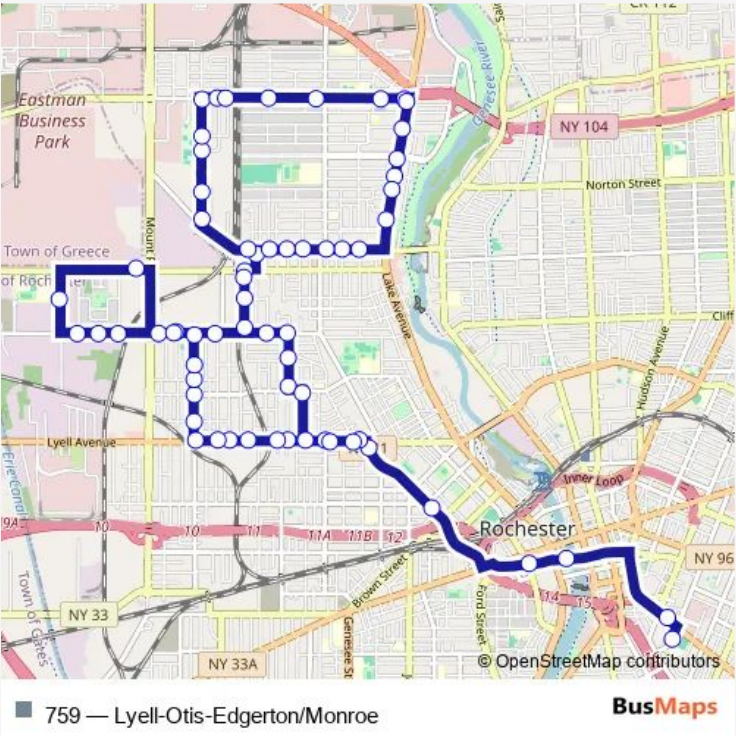 CR 112
Genesee River
Eastman
Business
Park
NY 104
Norton Street
Town of Greece
of Roch
Lake Avenue
Cliff
Hudson Avenue
Lyell Avenue
Erie Canal
Inner Loop
9A
10
10
11
11A
11B
12
Rochester
NY 96
Brown Street
14
15
Ford Street
Town of Gates
NY 33
Genesee St
NY 33A
© OpenStreetMap contributors
759 — Lyell-Otis-Edgerton/Monroe
BusMaps